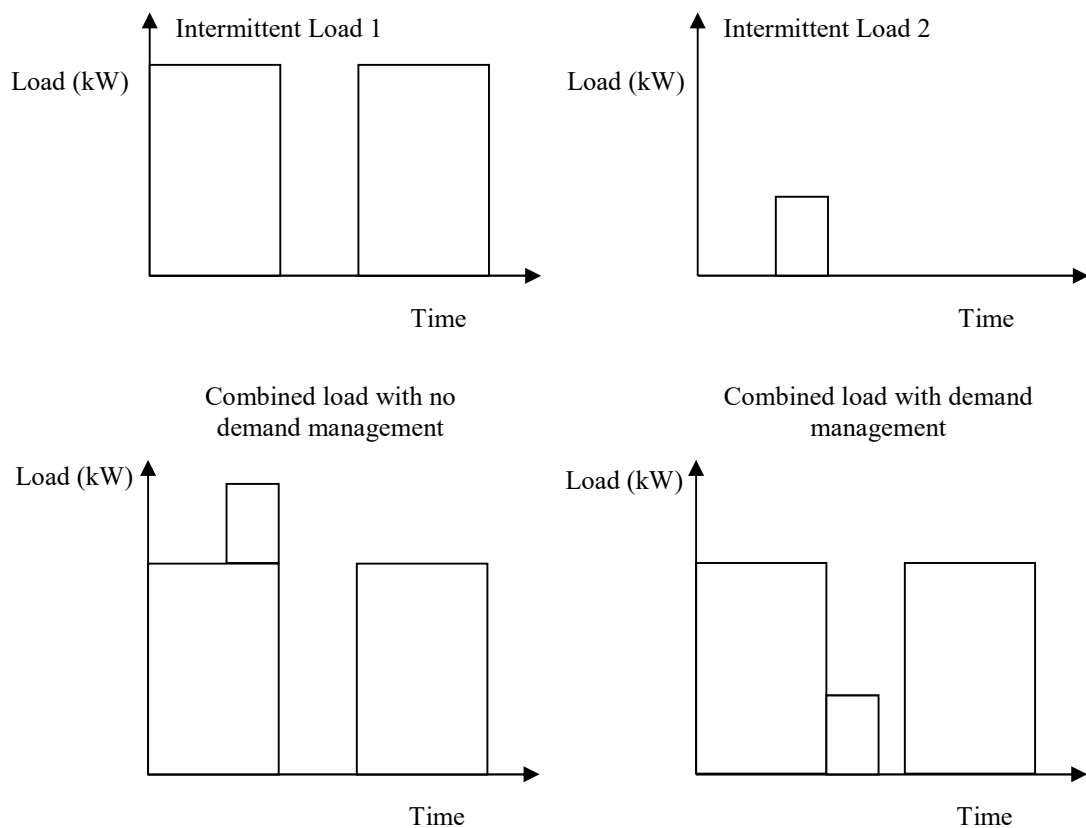 Intermittent Load 1
Load (kW)
Time
Intermittent Load 2
Load (kW)
Time
Combined load with no
demand management
Load (kW)
Time
Combined load with demand
management
Load (kW)
Time